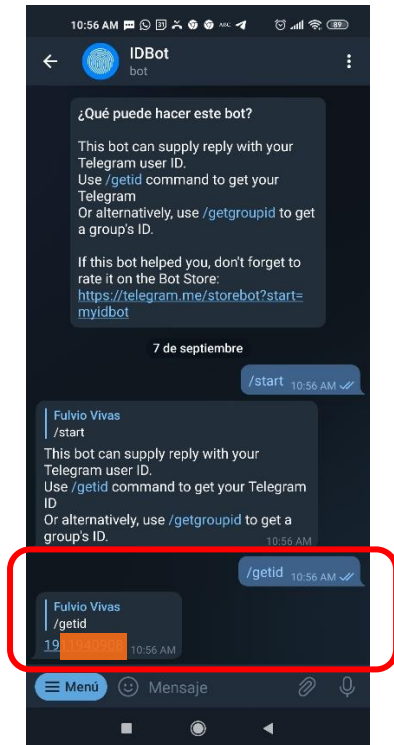 10:56 AM
89
IDBot
bot
¿Qué puede hacer este bot?
This bot can supply reply with your
Telegram user ID.
Use /getid command to get your
Telegram
Or alternatively, use /getgroupid to get
a group's ID.
If this bot helped you, don't forget to
rate it on the Bot Store:
https://telegram.me/storebot?start=
myidbot
7 de septiembre
/start 10:56 AM
Fulvio Vivas
/start
This bot can supply reply with your
Telegram user ID.
Use /getid command to get your Telegram
ID
Or alternatively, use /getgroupid to get a
group's ID. 10:56 AM
/getid 10:56 AM
Fulvio Vivas
/getid
19 10:56 AM
Menú Mensaje